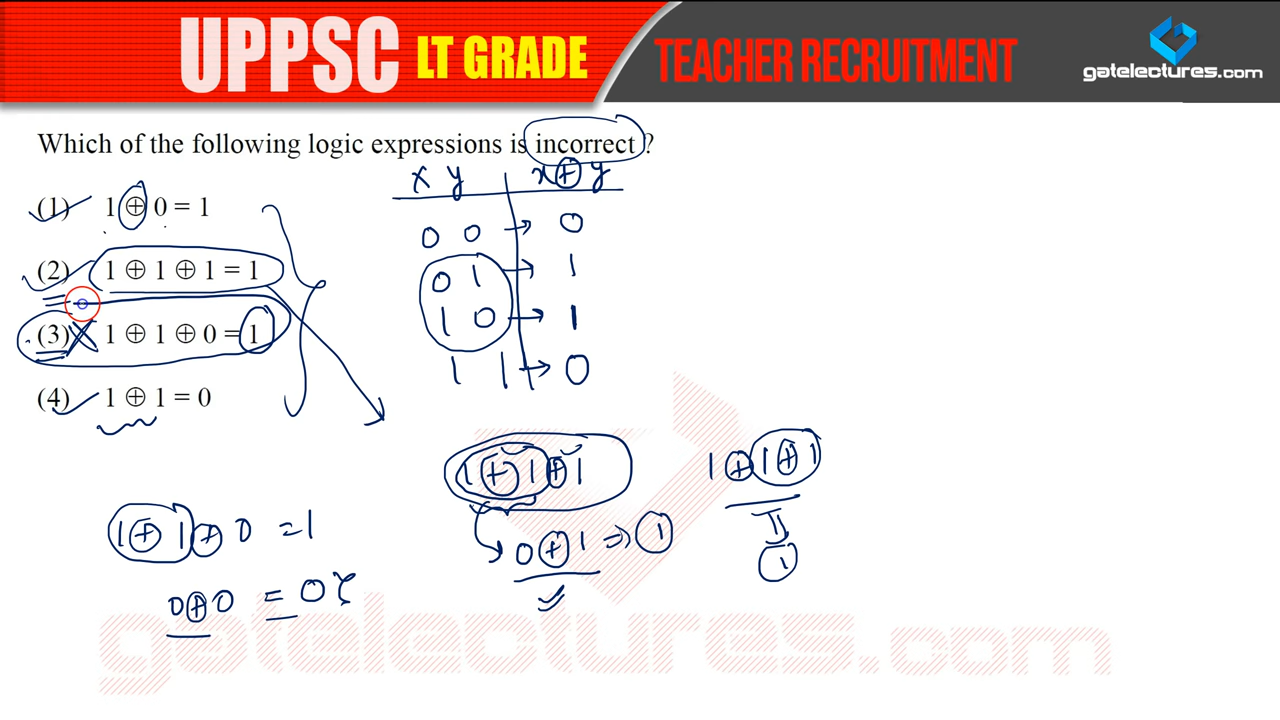 UPPSC LT GRADE TEACHER RECRUITMENT
gatelectures.com
Which of the following logic expressions is incorrect ?
(1) 1 ⊕ 0 = 1
(2) 1 ⊕ 1 ⊕ 1 = 1
(3) 1 ⊕ 1 ⊕ 0 = 1
(4) 1 ⊕ 1 = 0
x y x ⊕ y
0 0 → 0
0 1 → 1
1 0 → 1
1 1 → 0
1 ⊕ 1 ⊕ 1
0 ⊕ 1 ⇒ 1
1 ⊕ 1 ⊕ 1
1
1 ⊕ 1 ⊕ 0 = 1
0 ⊕ 0 = 0
gatelectures.com